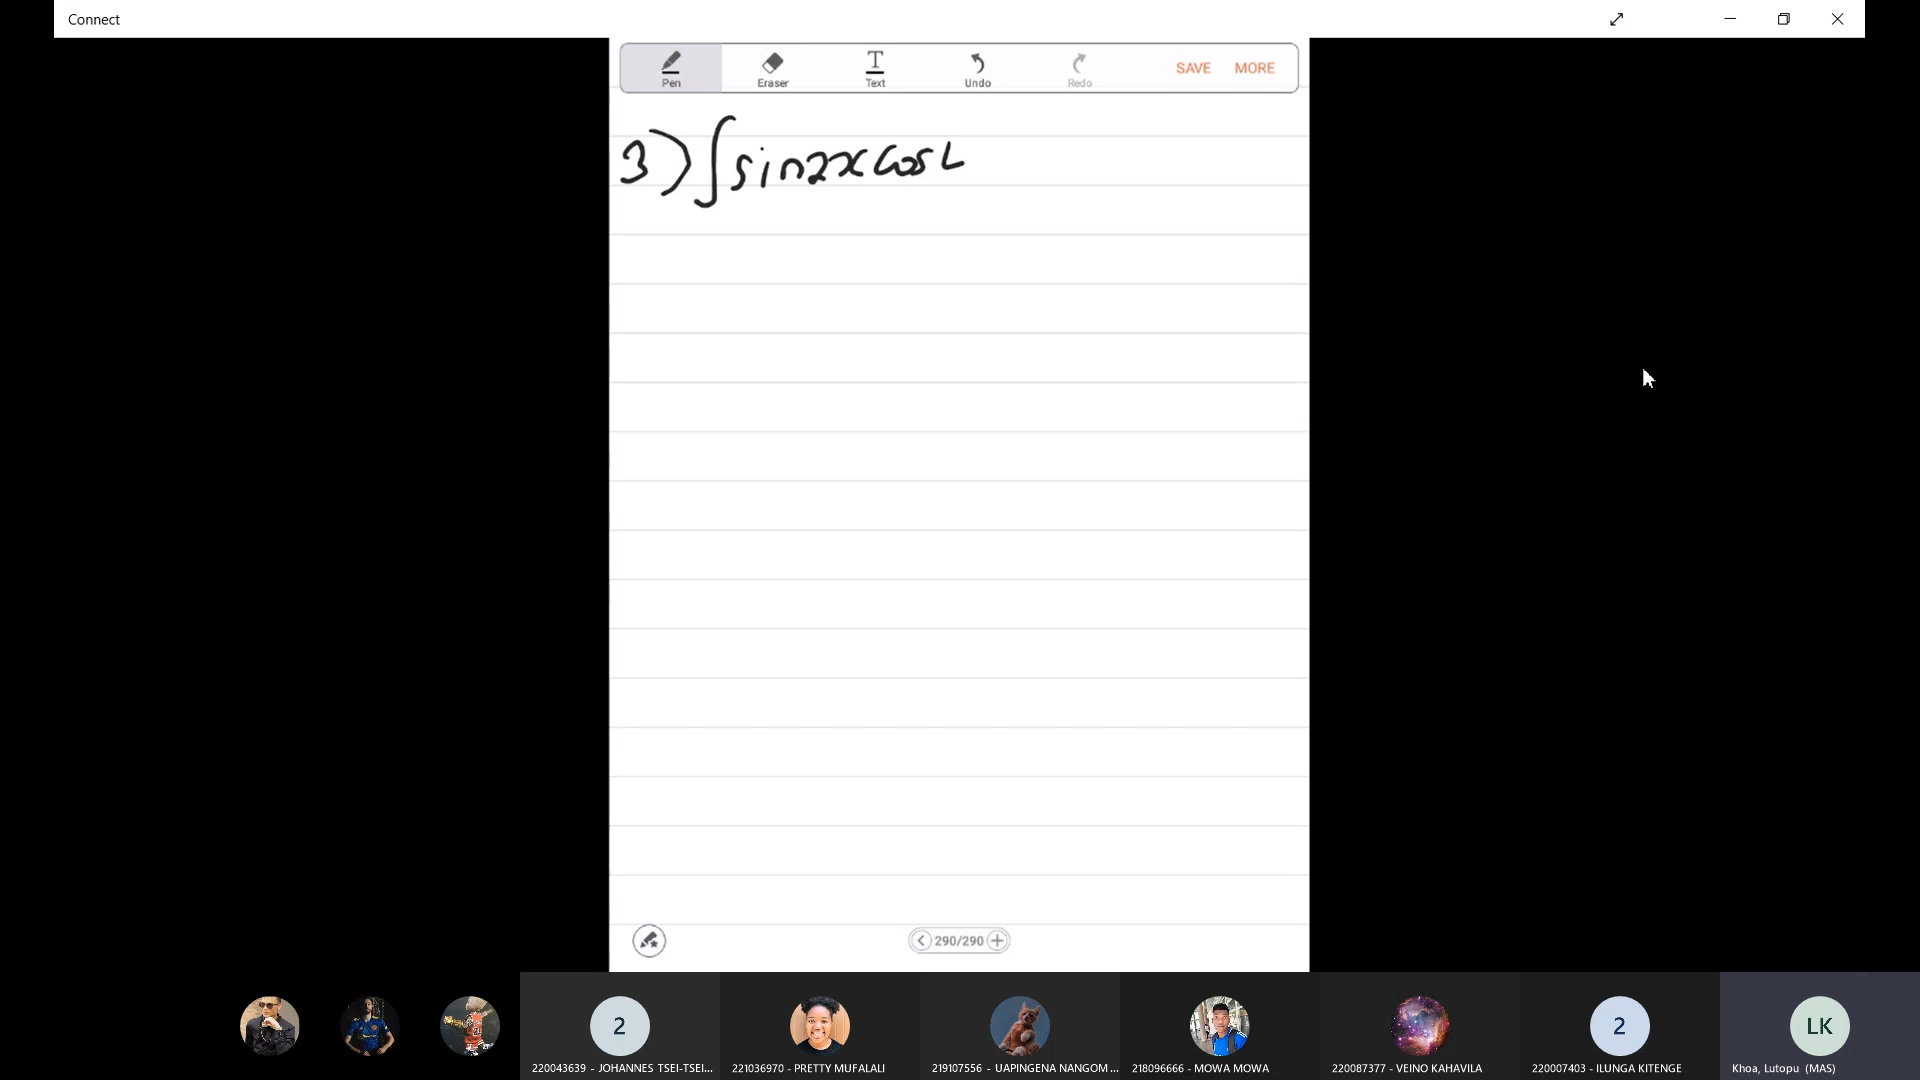 Connect
Pen Eraser Text Undo Redo SAVE MORE
3) ∫sin2xcos
290/290
2 2 LK
220043639 - JOHANNES TSEI-TSEI... 221036970 - PRETTY MUFALALI 219107556 - UAPINGENA NANGOM ... 218096666 - MOWA MOWA 220087377 - VEINO KAHAVILA 220007403 - ILUNGA KITENGE Khoa, Lutopu (MAS)